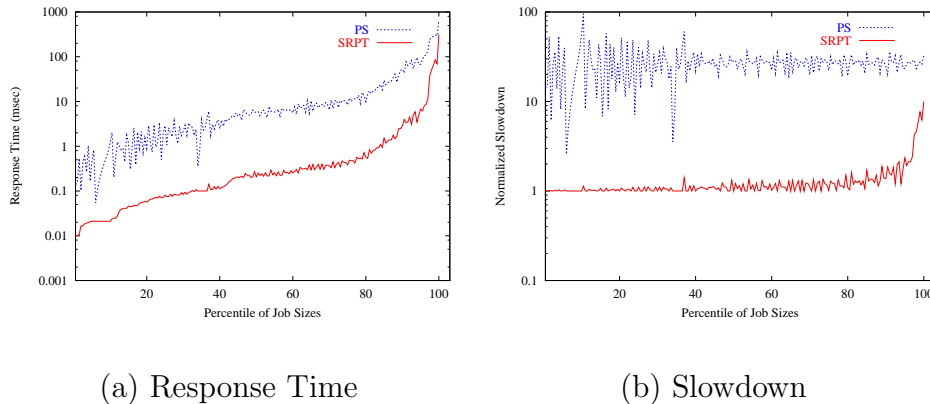 1000
100
10
1
0.1
0.01
0.001
20
40
60
80
100
Response Time (msec)
Percentile of Job Sizes
PS
SRPT
(a) Response Time
100
10
1
0.1
20
40
60
80
100
Normalized Slowdown
Percentile of Job Sizes
PS
SRPT
(b) Slowdown